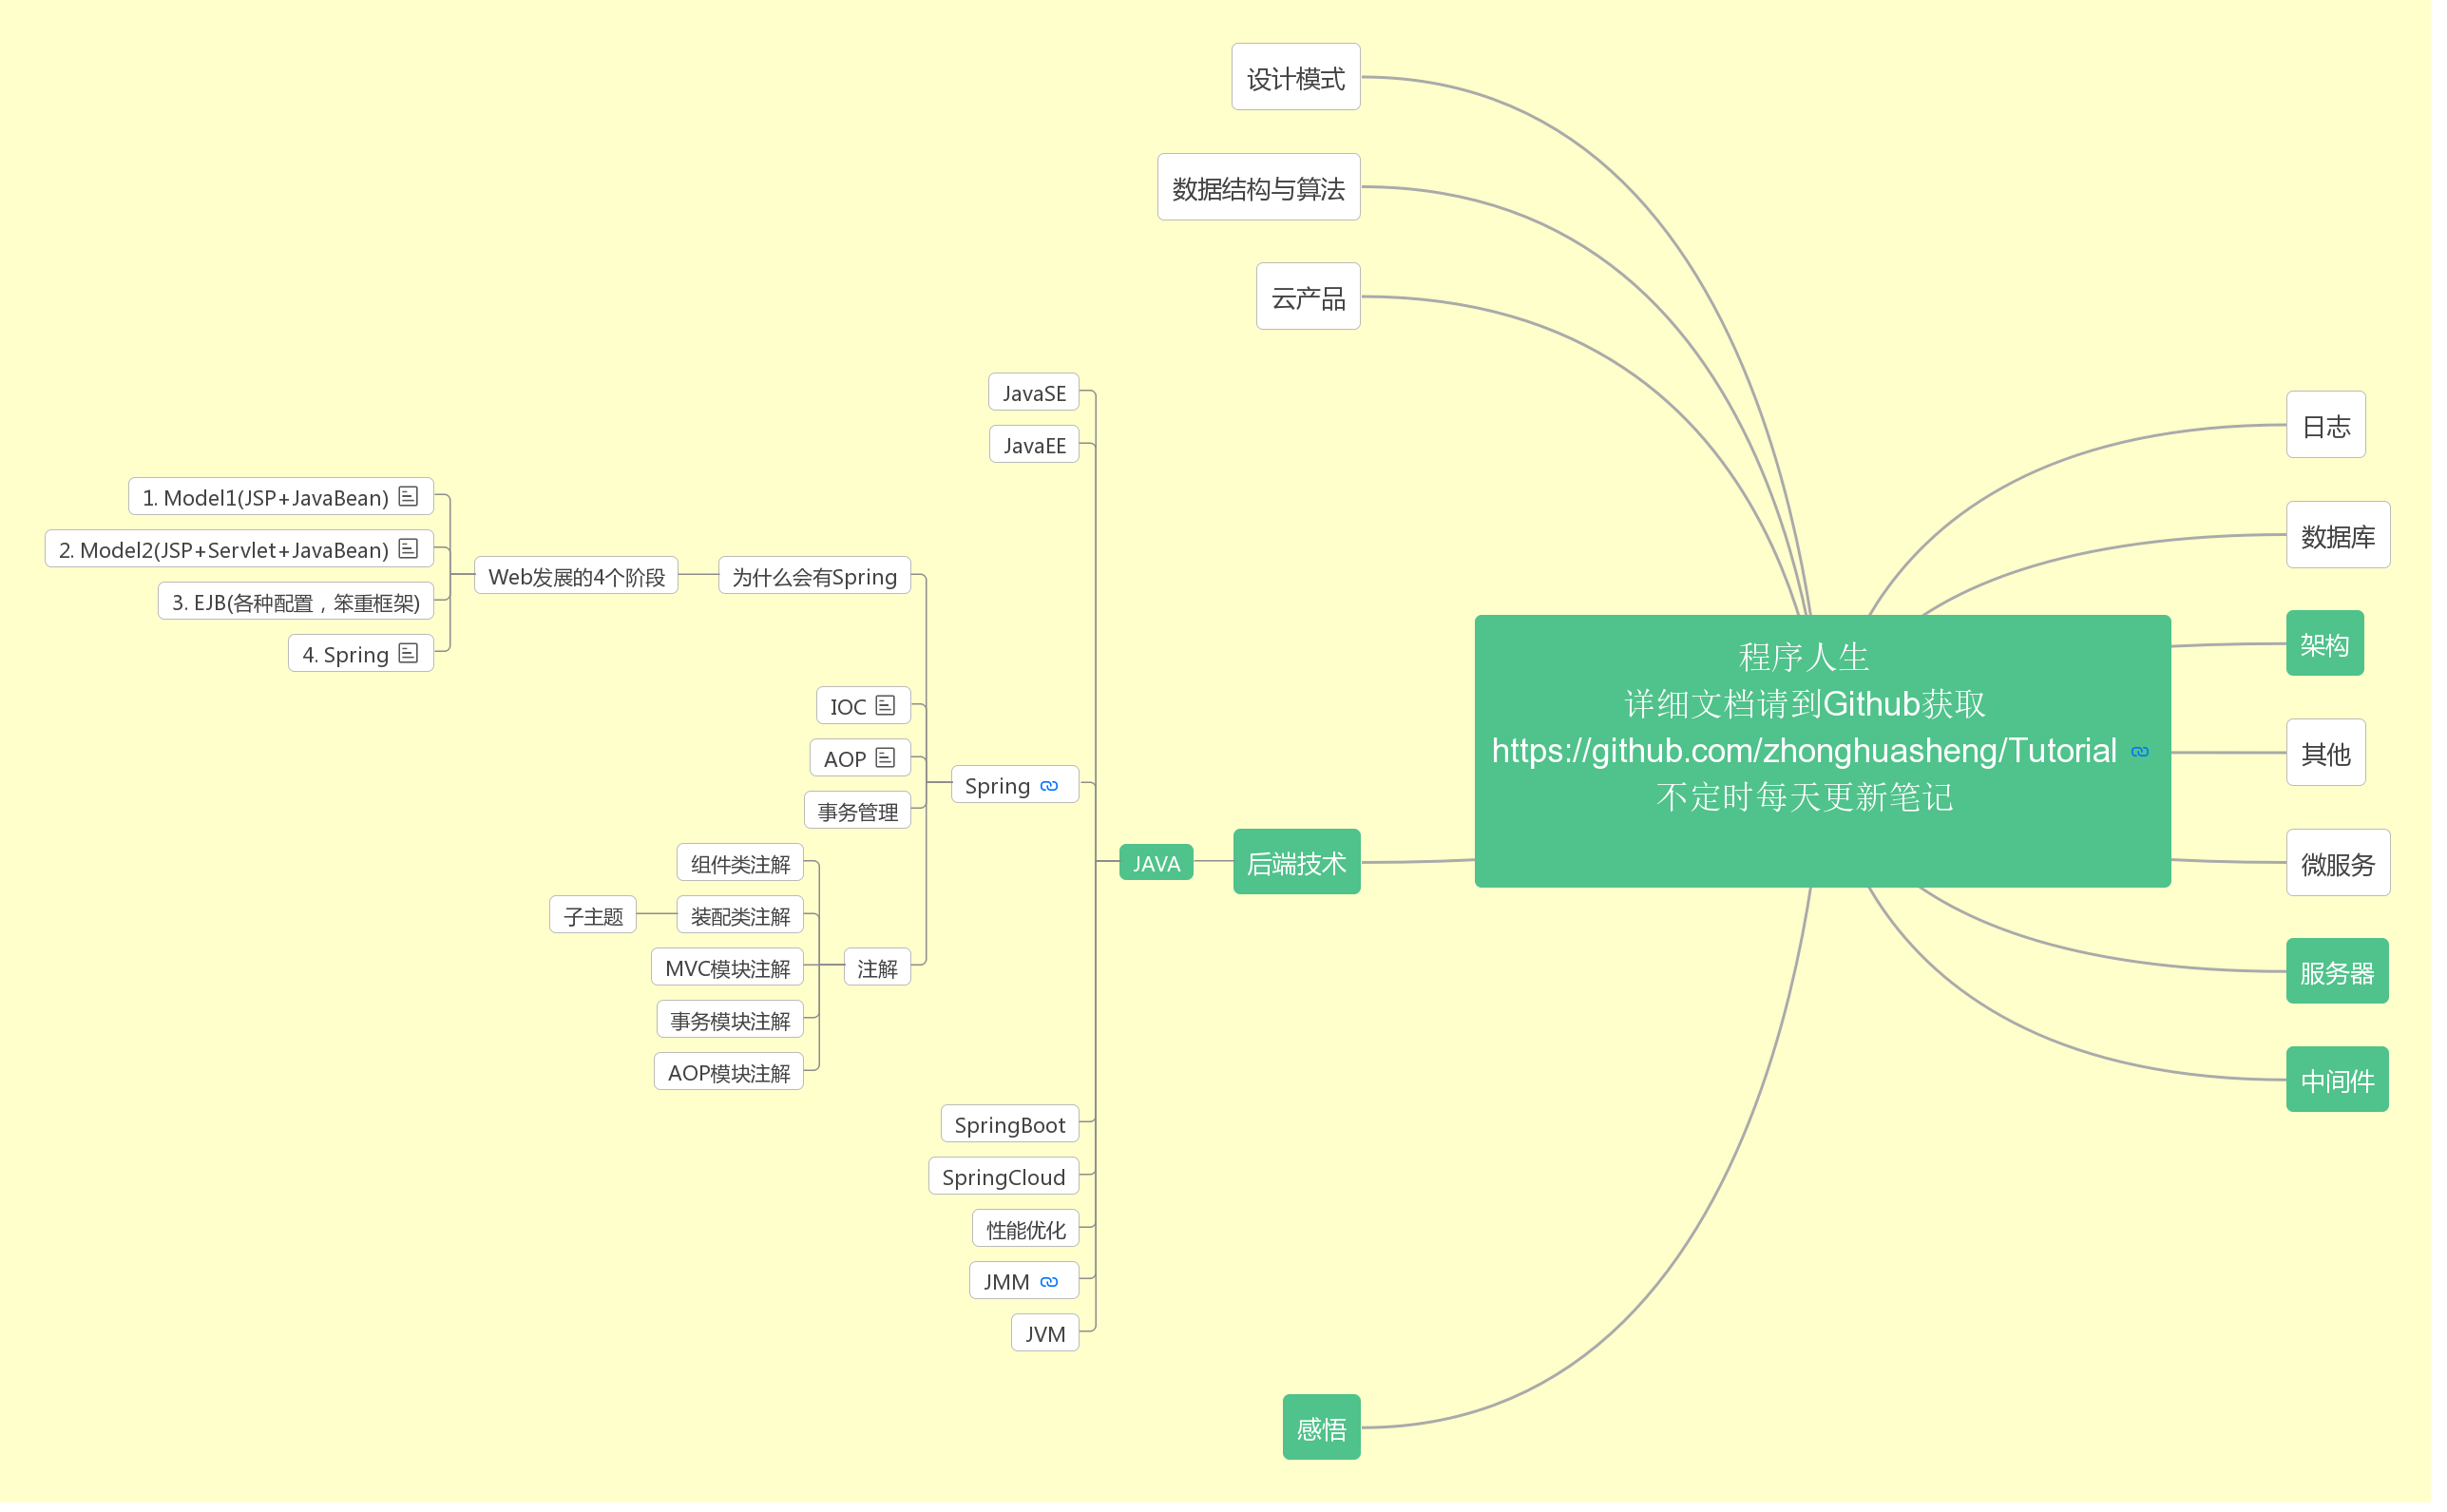 设计模式
数据结构与算法
云产品
JavaSE
JavaEE
1. Model1(JSP+JavaBean)
2. Model2(JSP+Servlet+JavaBean)
3. EJB(各种配置，笨重框架)
4. Spring
Web发展的4个阶段
为什么会有Spring
IOC
AOP
事务管理
组件类注解
子主题
装配类注解
MVC模块注解
事务模块注解
AOP模块注解
注解
Spring
SpringBoot
SpringCloud
性能优化
JMM
JVM
JAVA
后端技术
感悟
程序人生
详细文档请到Github获取
https://github.com/zhonghuasheng/Tutorial
不定时每天更新笔记
日志
数据库
架构
其他
微服务
服务器
中间件